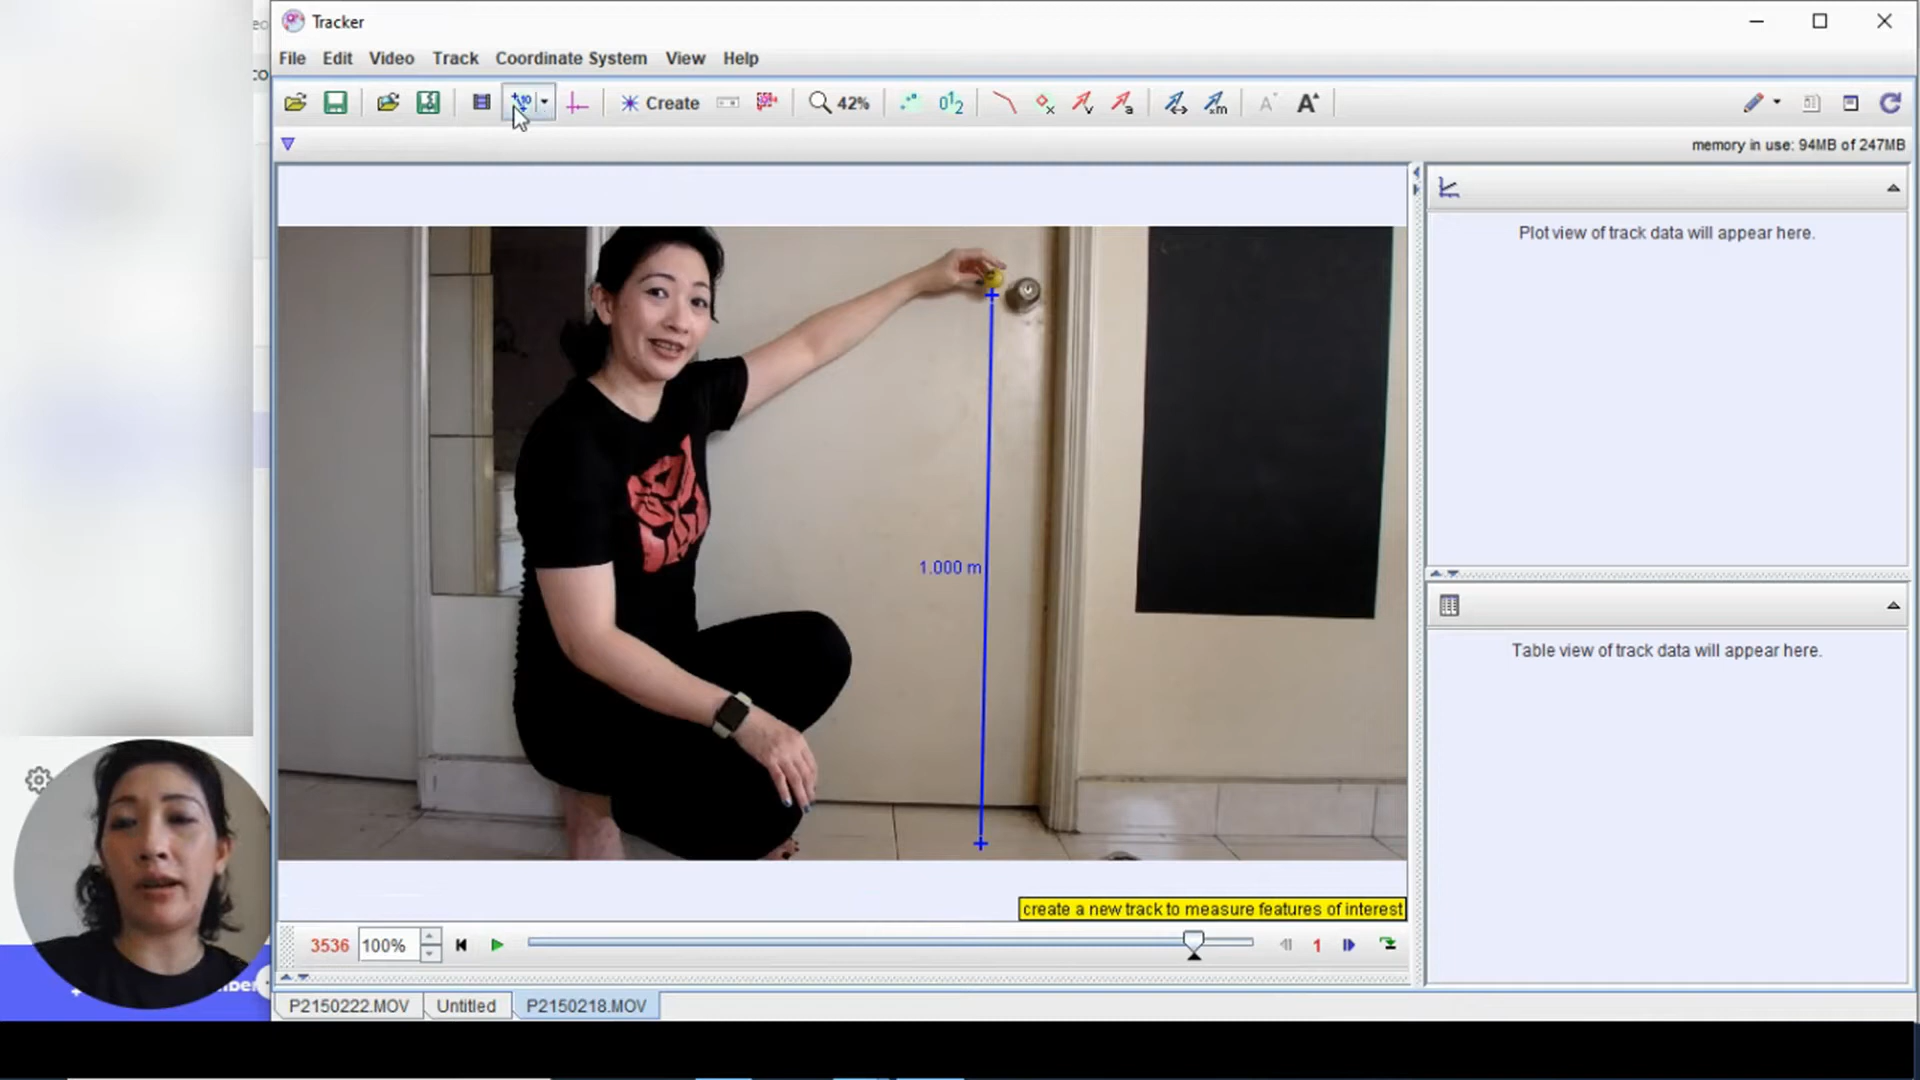 Tracker
File Edit Video Track Coordinate System View Help
Create 42%
memory in use: 94MB of 247MB
Plot view of track data will appear here.
1.000 m
Table view of track data will appear here.
create a new track to measure features of interest
3536 100% 1
P2150222.MOV Untitled P2150218.MOV